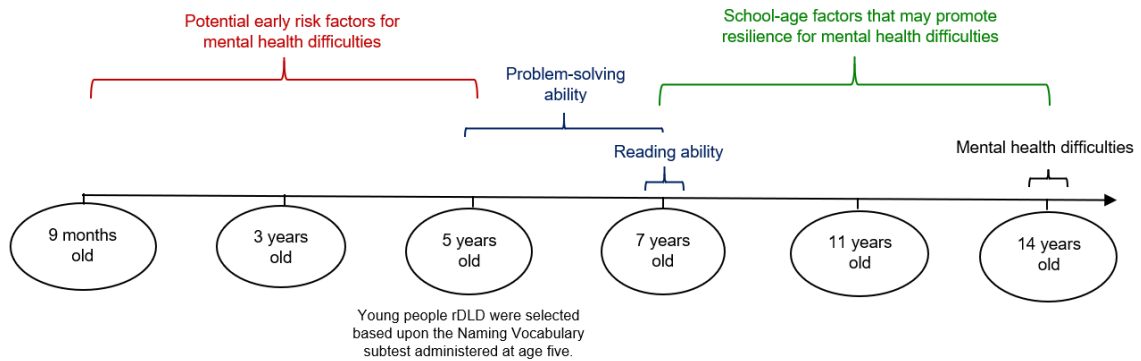 Potential early risk factors for
mental health difficulties
School-age factors that may promote
resilience for mental health difficulties
Problem-solving
ability
Reading ability
Mental health difficulties
9 months
old
3 years
old
5 years
old
7 years
old
11 years
old
14 years
old
Young people rDLD were selected
based upon the Naming Vocabulary
subtest administered at age five.